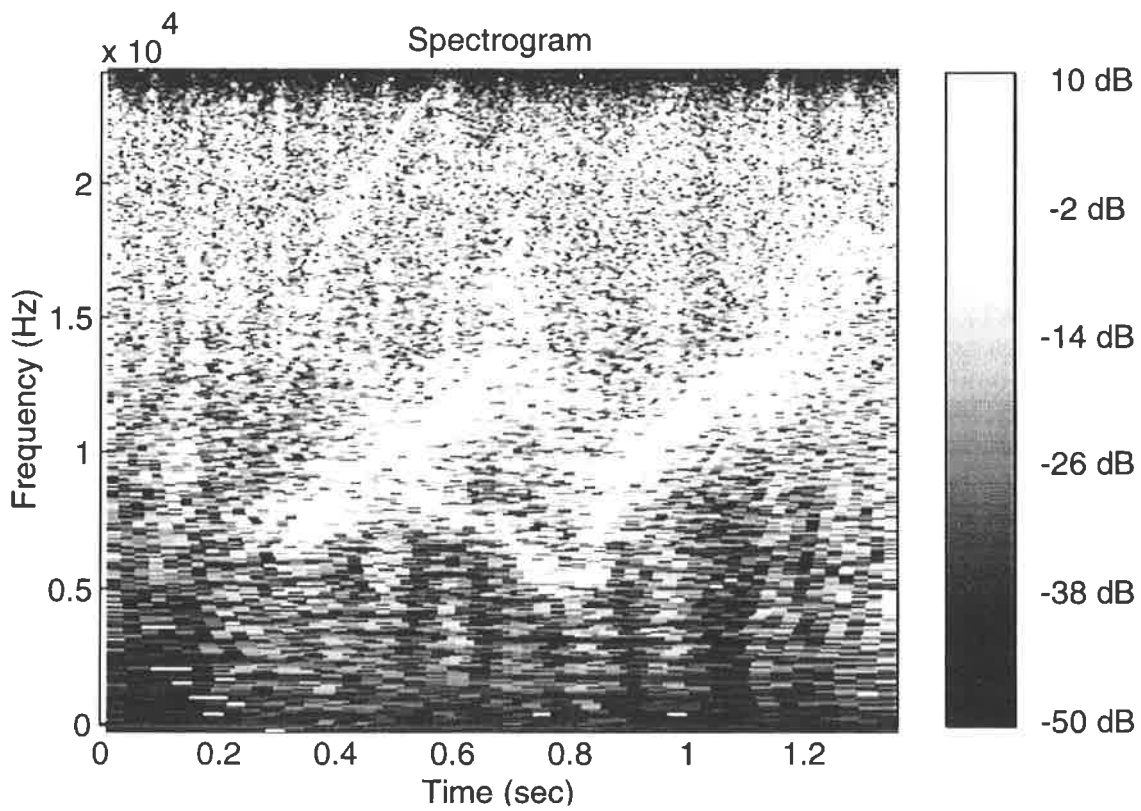 x 10 4
Spectrogram
Frequency (Hz)
2
1.5
1
0.5
0
0 0.2 0.4 0.6 0.8 1 1.2
Time (sec)
10 dB
-2 dB
-14 dB
-26 dB
-38 dB
-50 dB